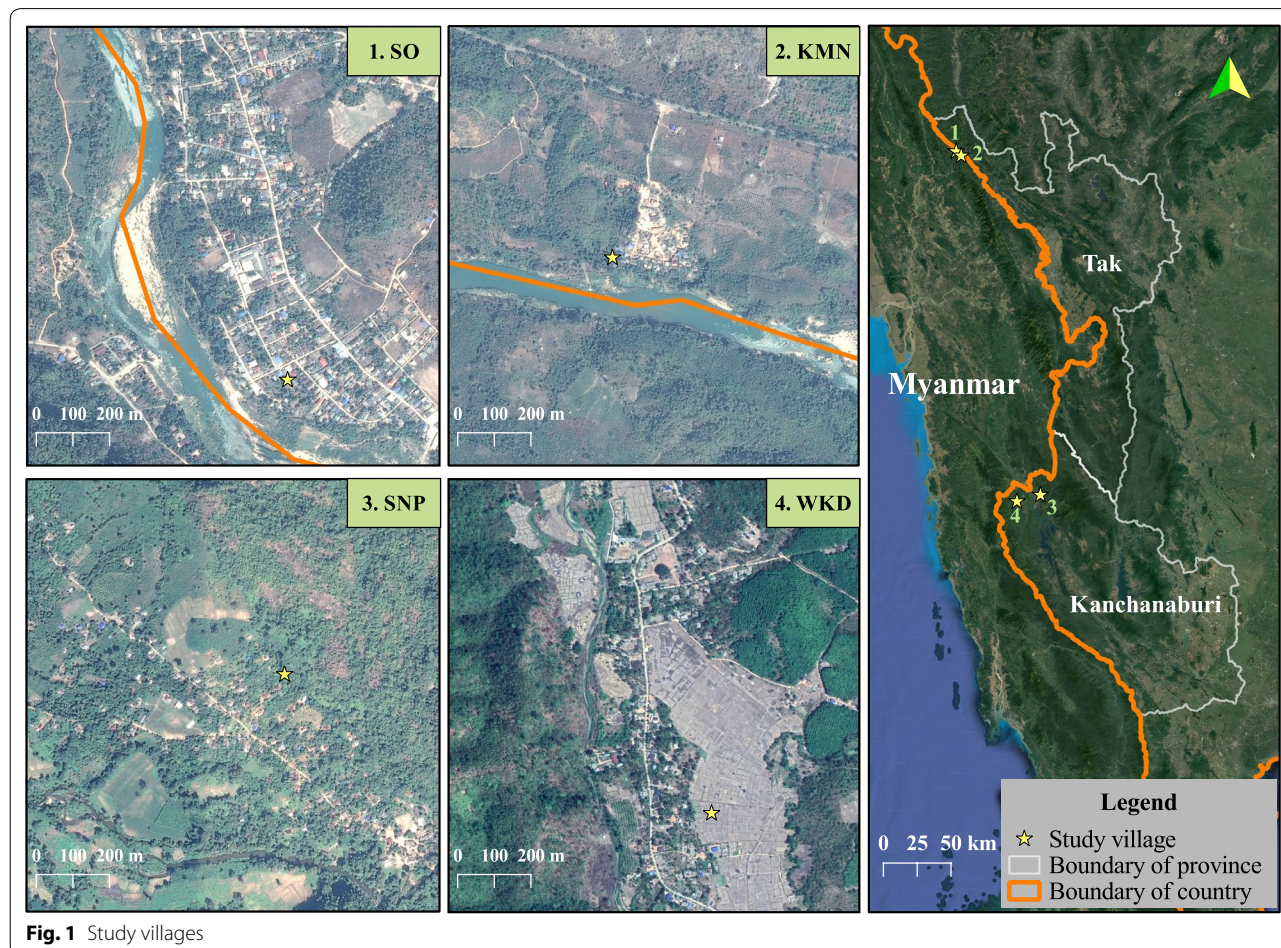 1. SO
0 100 200 m
2. KMN
0 100 200 m
3. SNP
0 100 200 m
4. WKD
0 100 200 m
1
2
Tak
Myanmar
3
4
Kanchanaburi
0 25 50 km
Legend
Study village
Boundary of province
Boundary of country
Fig. 1 Study villages